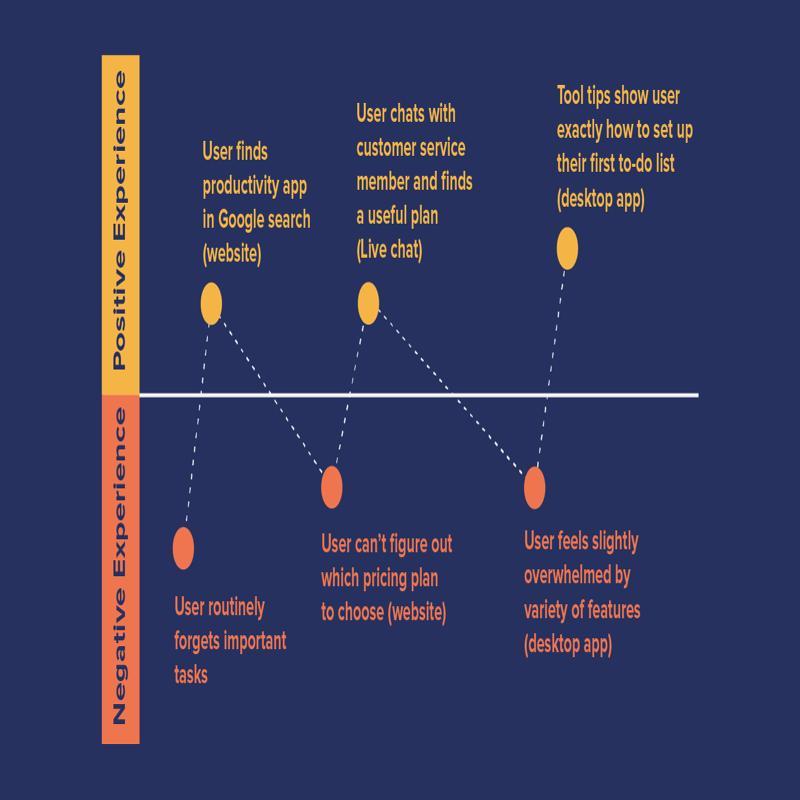 Positive Experience
Negative Experience
User finds
productivity app
in Google search
(website)
User chats with
customer service
member and finds
a useful plan
(Live chat)
Tool tips show user
exactly how to set up
their first to-do list
(desktop app)
User routinely
forgets important
tasks
User can't figure out
which pricing plan
to choose (website)
User feels slightly
overwhelmed by
variety of features
(desktop app)